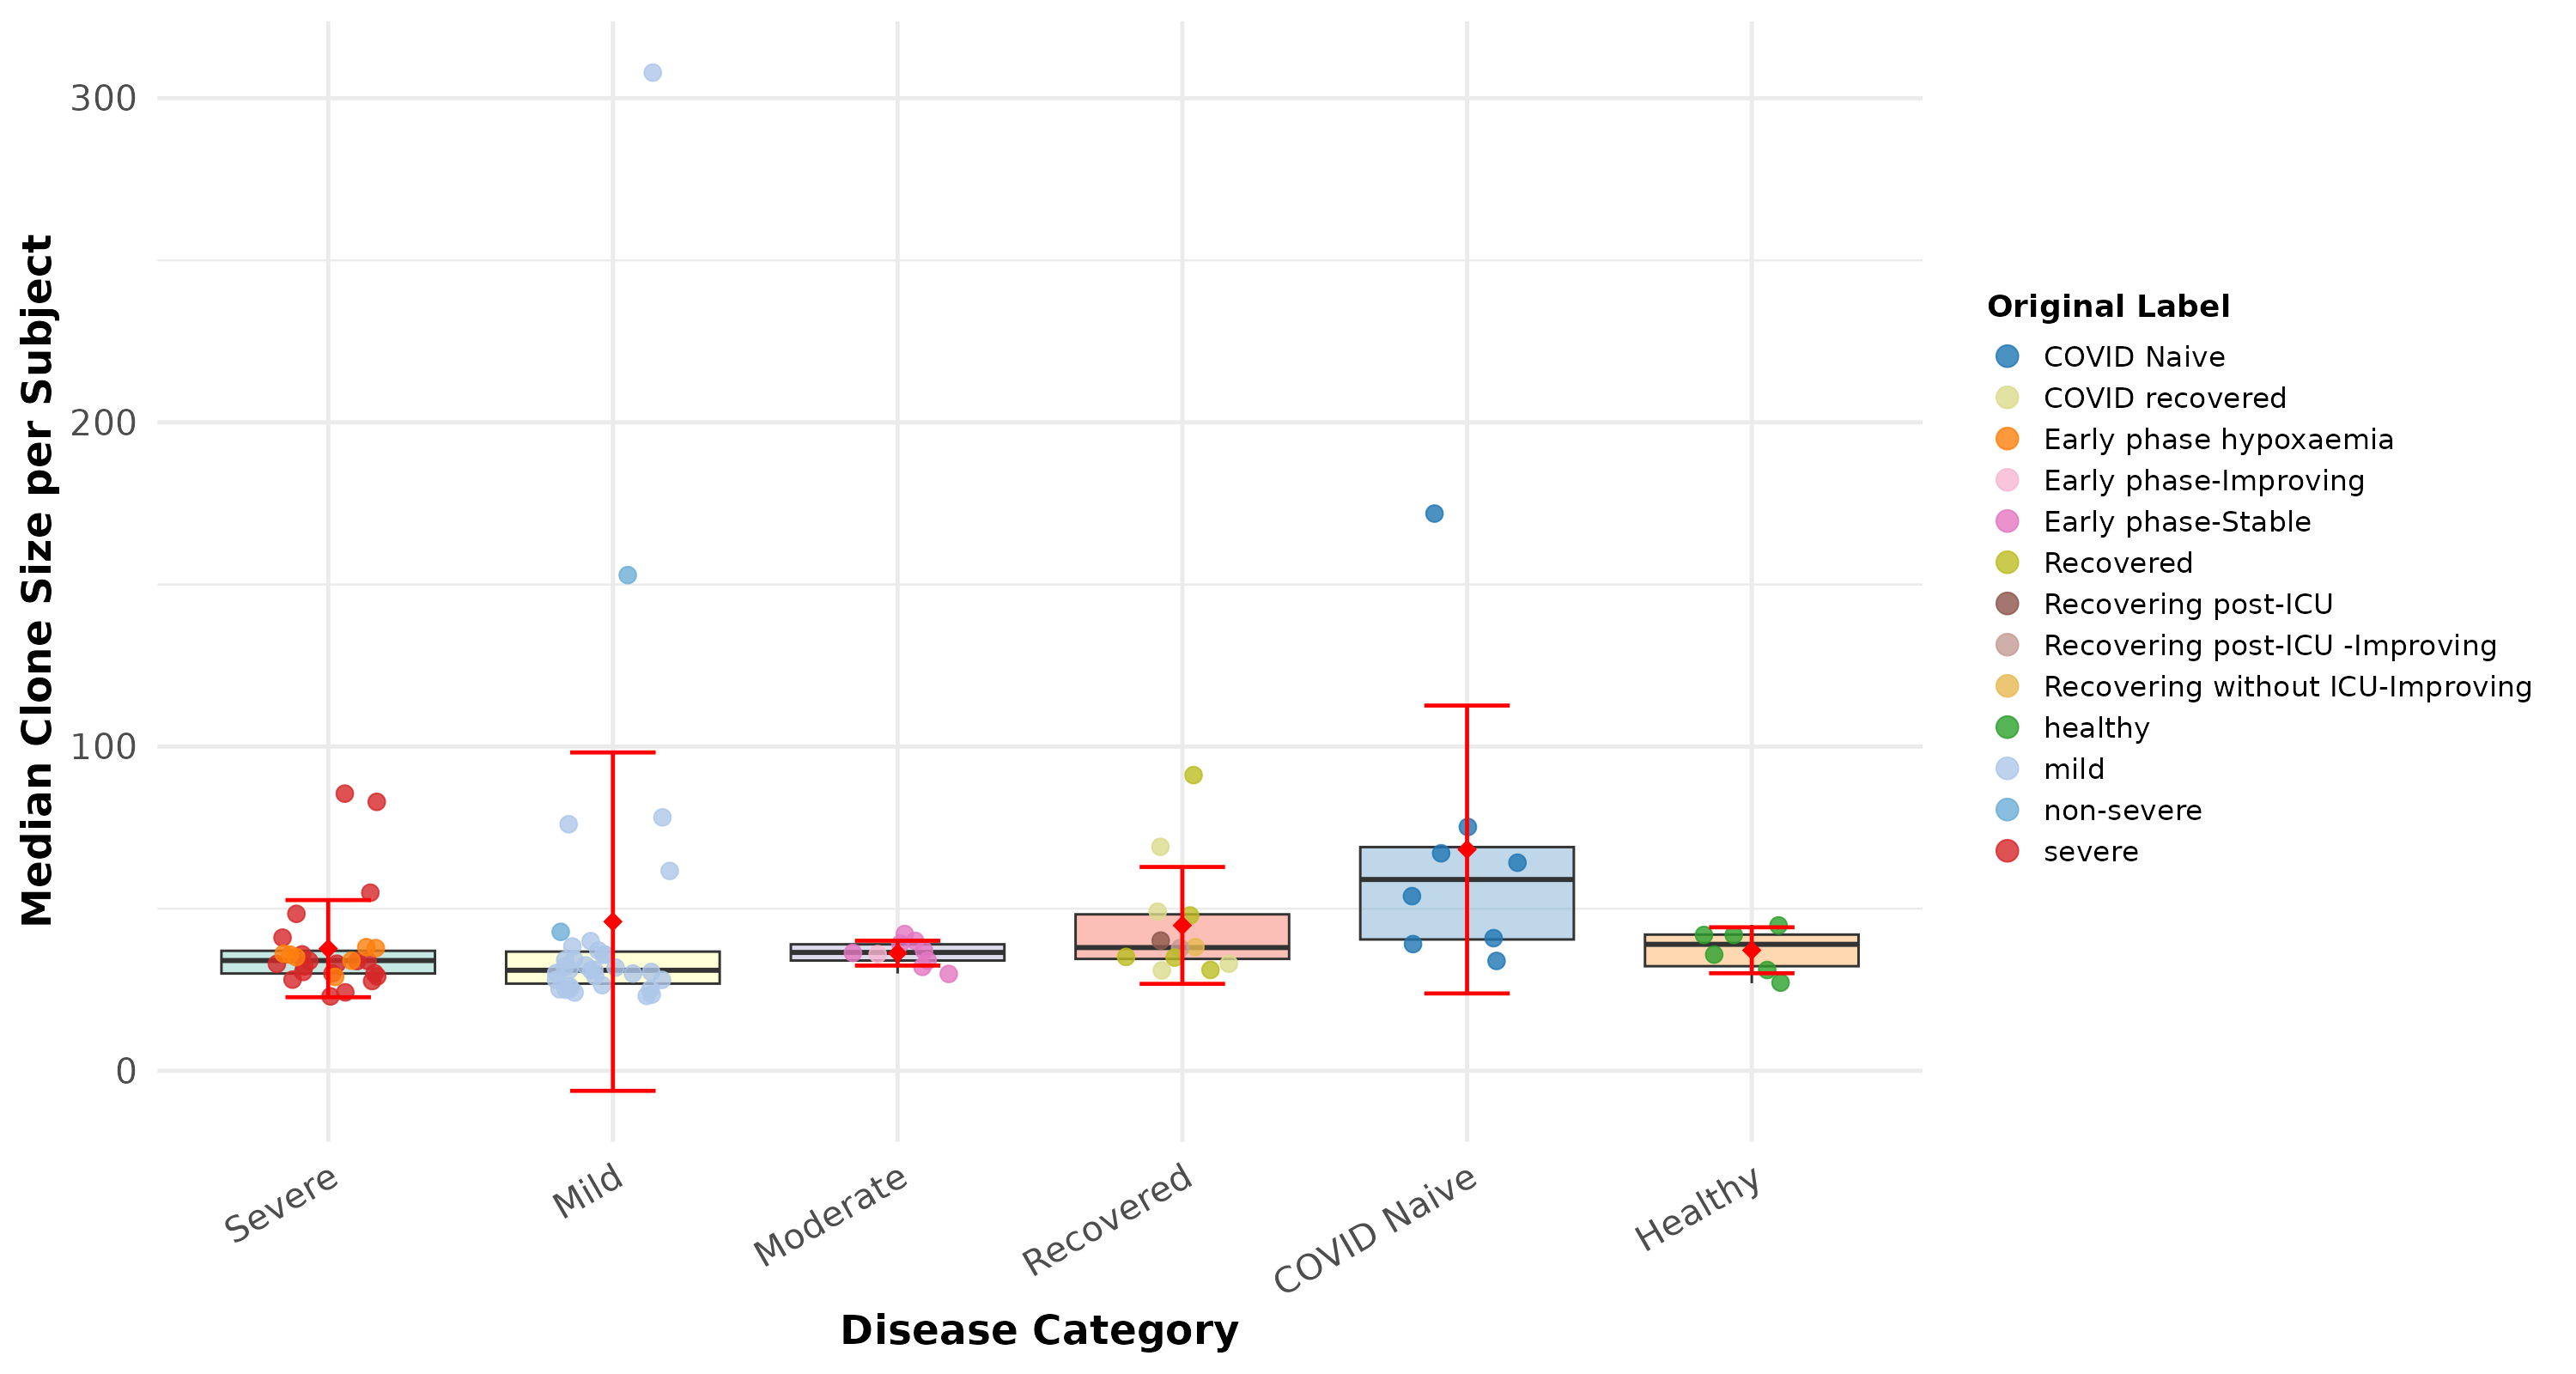 Median Clone Size per Subject
300
200
100
0
Severe
Mild
Moderate
Recovered
COVID Naive
Healthy
Disease Category
Original Label
COVID Naive
COVID recovered
Early phase hypoxaemia
Early phase-Improving
Early phase-Stable
Recovered
Recovering post-ICU
Recovering post-ICU -Improving
Recovering without ICU-Improving
healthy
mild
non-severe
severe